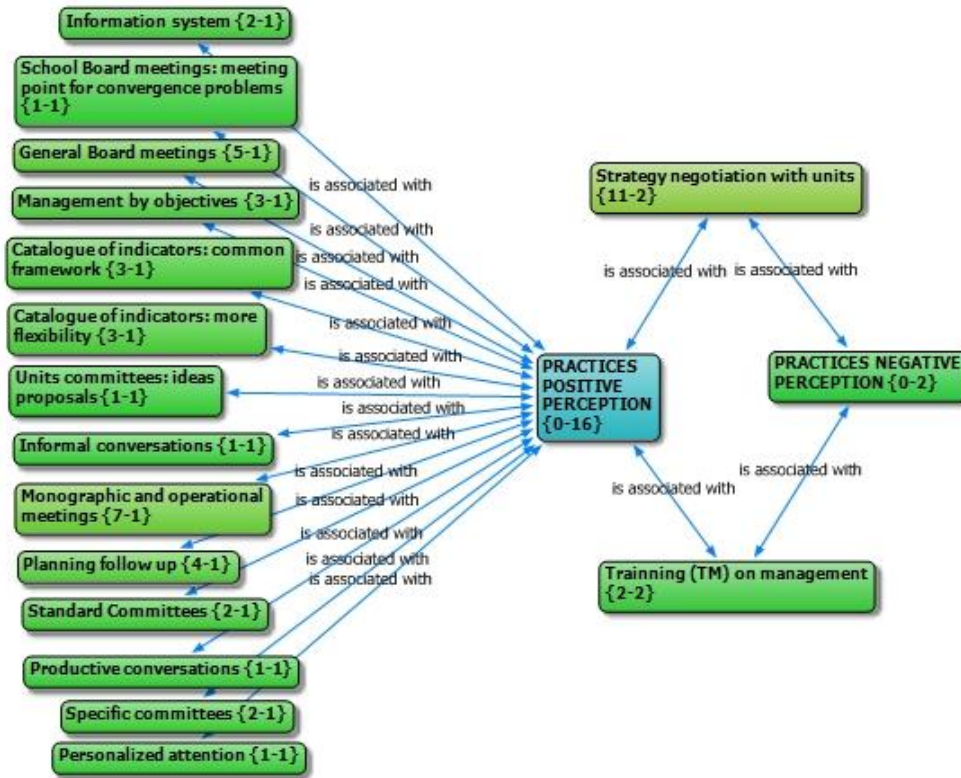 Information system {2-1}
School Board meetings: meeting
point for convergence problems
{1-1}
General Board meetings {5-1}
Management by objectives {3-1}
Catalogue of indicators: common
framework {3-1}
Catalogue of indicators: more
flexibility {3-1}
Units committees: ideas
proposals {1-1}
Informal conversations {1-1}
Monographic and operational
meetings {7-1}
Planning follow up {4-1}
Standard Committees {2-1}
Productive conversations {1-1}
Specific committees {2-1}
Personalized attention {1-1}
is associated with
is associated with
is associated with
is associated with
is associated with
is associated with
is associated with
is associated with
is associated with
is associated with
is associated with
is associated with
is associated with
PRACTICES
POSITIVE
PERCEPTION
{0-16}
Strategy negotiation with units
{11-2}
is associated with
is associated with
PRACTICES NEGATIVE
PERCEPTION {0-2}
is associated with
is associated with
Trainning (TM) on management
{2-2}